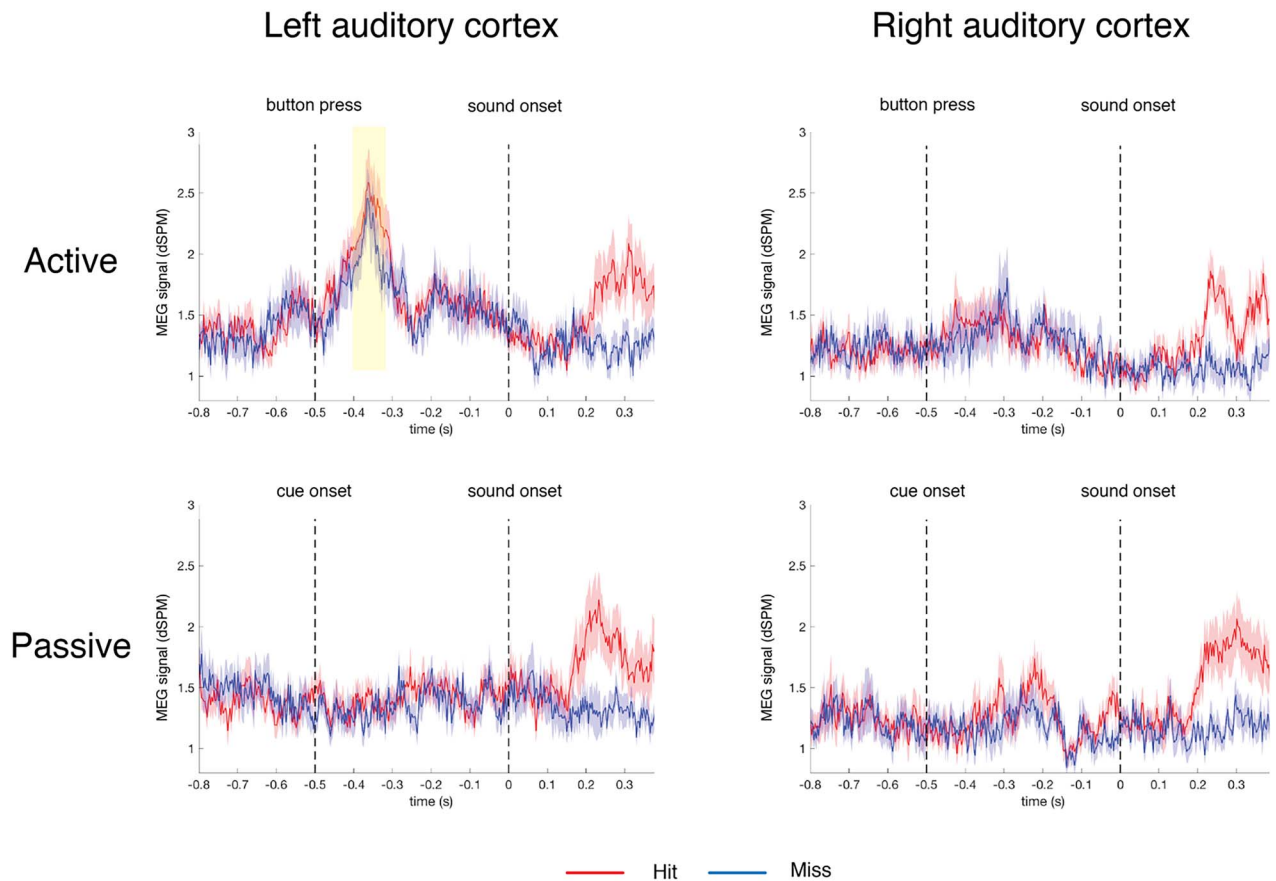 Left auditory cortex
Right auditory cortex
button press
sound onset
button press
sound onset
Active
MEG signal (dSPM)
3
2.5
2
1.5
1
-0.8 -0.7 -0.6 -0.5 -0.4 -0.3 -0.2 -0.1 0 0.1 0.2 0.3
time (s)
MEG signal (dSPM)
3
2.5
2
1.5
1
-0.8 -0.7 -0.6 -0.5 -0.4 -0.3 -0.2 -0.1 0 0.1 0.2 0.3
time (s)
cue onset
sound onset
cue onset
sound onset
Passive
MEG signal (dSPM)
3
2.5
2
1.5
1
-0.8 -0.7 -0.6 -0.5 -0.4 -0.3 -0.2 -0.1 0 0.1 0.2 0.3
time (s)
MEG signal (dSPM)
3
2.5
2
1.5
1
-0.8 -0.7 -0.6 -0.5 -0.4 -0.3 -0.2 -0.1 0 0.1 0.2 0.3
time (s)
Hit
Miss